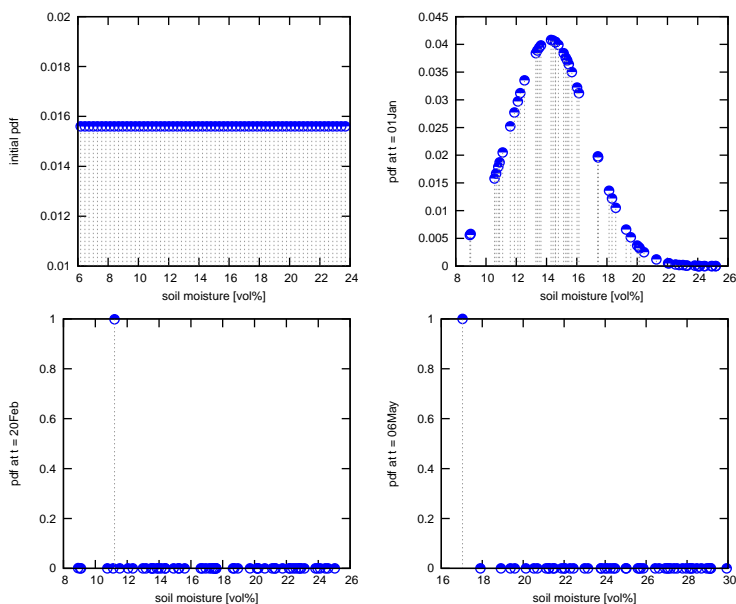 0.02
0.018
0.016
0.014
0.012
0.01
initial pdf
6 8 10 12 14 16 18 20 22 24
soil moisture [vol%]
0.045
0.04
0.035
0.03
0.025
0.02
0.015
0.01
0.005
0
pdf at t = 01Jan
8 10 12 14 16 18 20 22 24 26
soil moisture [vol%]
1
0.8
0.6
0.4
0.2
0
pdf at t = 20Feb
8 10 12 14 16 18 20 22 24 26
soil moisture [vol%]
1
0.8
0.6
0.4
0.2
0
pdf at t = 06May
16 18 20 22 24 26 28 30
soil moisture [vol%]